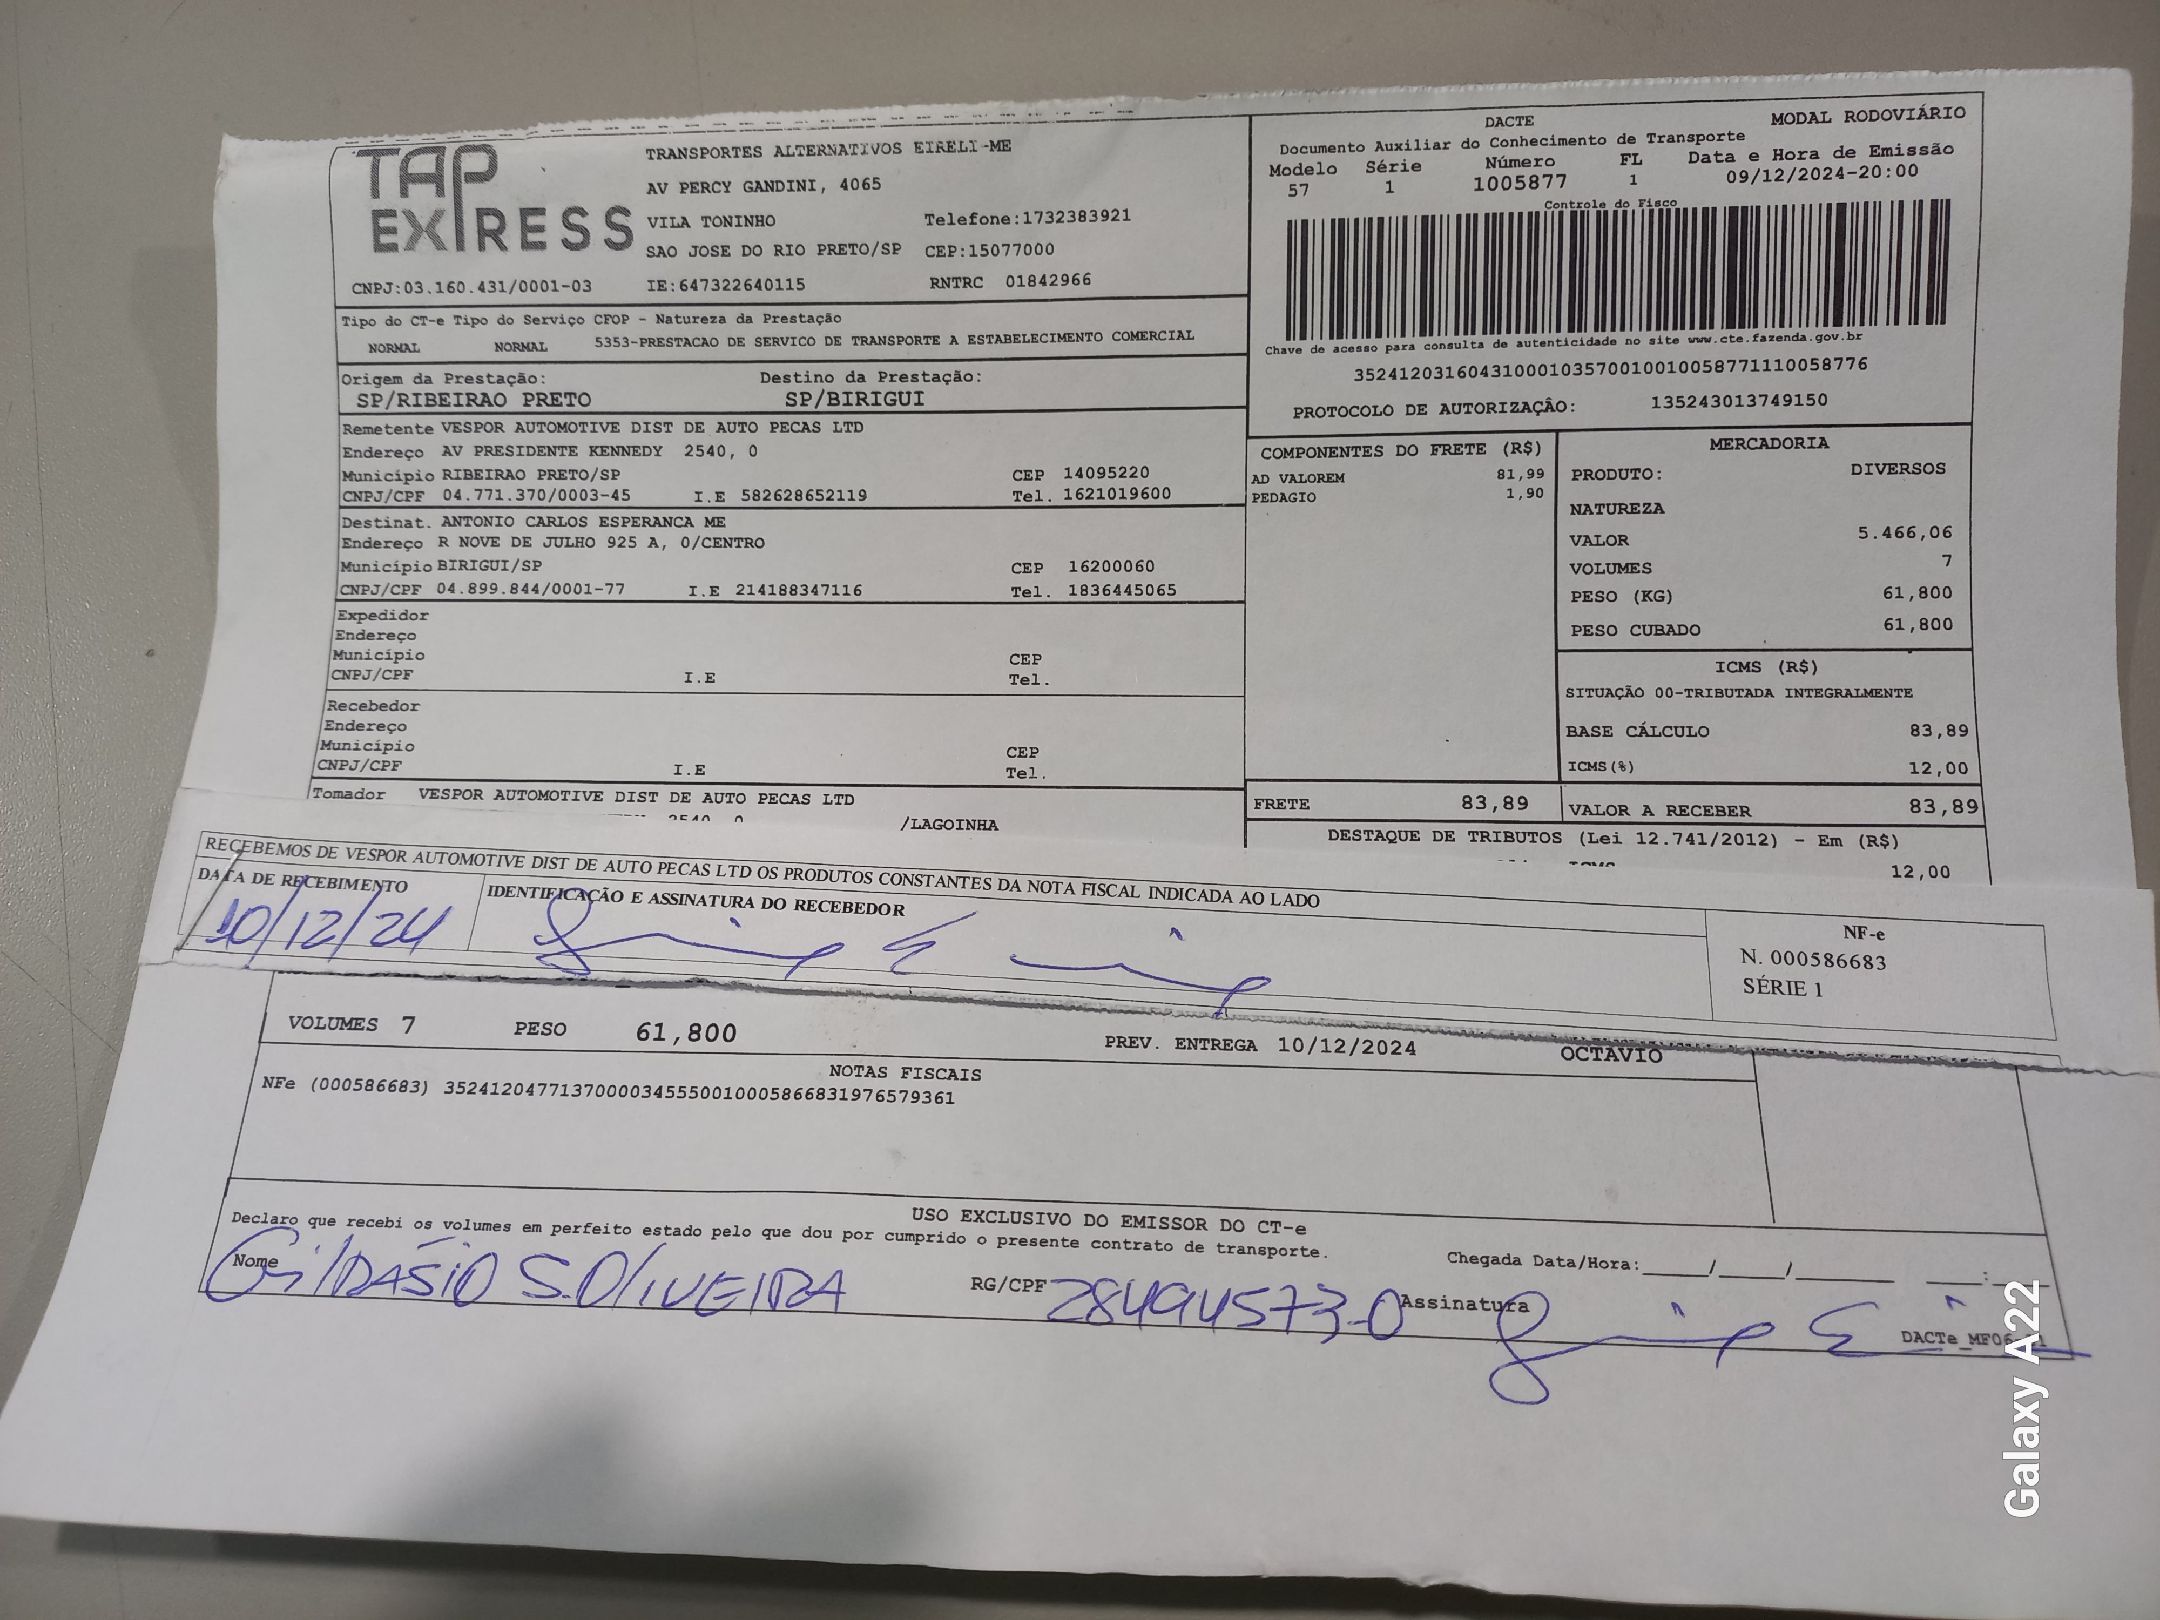 TAP EXPRESS
TRANSPORTES ALTERNATIVOS EIRELI-ME
AV PERCY GANDINI, 4065
VILA TONINHO Telefone:1732383921
SAO JOSE DO RIO PRETO/SP CEP:15077000
CNPJ:03.160.431/0001-03 IE:647322640115 RNTRC 01842966
DACTE MODAL RODOVIÁRIO
Documento Auxiliar do Conhecimento de Transporte
Modelo Série Número FL Data e Hora de Emissão
57 1 1005877 1 09/12/2024-20:00
Controle do Fisco
Chave de acesso para consulta de autenticidade no site www.cte.fazenda.gov.br
35241203160431000103570010010058771110058776
PROTOCOLO DE AUTORIZAÇÂO: 135243013749150
Tipo do CT-e Tipo do Serviço CFOP - Natureza da Prestação
NORMAL NORMAL 5353-PRESTACAO DE SERVICO DE TRANSPORTE A ESTABELECIMENTO COMERCIAL
Origem da Prestação: Destino da Prestação:
SP/RIBEIRAO PRETO SP/BIRIGUI
Remetente VESPOR AUTOMOTIVE DIST DE AUTO PECAS LTD
Endereço AV PRESIDENTE KENNEDY 2540, 0
Município RIBEIRAO PRETO/SP CEP 14095220
CNPJ/CPF 04.771.370/0003-45 I.E 582628652119 Tel. 1621019600
Destinat. ANTONIO CARLOS ESPERANCA ME
Endereço R NOVE DE JULHO 925 A, 0/CENTRO
Município BIRIGUI/SP CEP 16200060
CNPJ/CPF 04.899.844/0001-77 I.E 214188347116 Tel. 1836445065
Expedidor
Endereço
Município CEP
CNPJ/CPF I.E Tel.
Recebedor
Endereço
Município CEP
CNPJ/CPF I.E Tel.
Tomador VESPOR AUTOMOTIVE DIST DE AUTO PECAS LTD
2540 0 /LAGOINHA
COMPONENTES DO FRETE (R$)
AD VALOREM 81,99
PEDAGIO 1,90
MERCADORIA
PRODUTO: DIVERSOS
NATUREZA
VALOR 5.466,06
VOLUMES 7
PESO (KG) 61,800
PESO CUBADO 61,800
ICMS (R$)
SITUAÇÃO 00-TRIBUTADA INTEGRALMENTE
BASE CÁLCULO 83,89
ICMS(%) 12,00
FRETE 83,89 VALOR A RECEBER 83,89
DESTAQUE DE TRIBUTOS (Lei 12.741/2012) - Em (R$)
12,00
RECEBEMOS DE VESPOR AUTOMOTIVE DIST DE AUTO PECAS LTD OS PRODUTOS CONSTANTES DA NOTA FISCAL INDICADA AO LADO
DATA DE RECEBIMENTO IDENTIFICAÇÃO E ASSINATURA DO RECEBEDOR
10/12/24
NF-e
N. 000586683
SÉRIE 1
VOLUMES 7 PESO 61,800 PREV. ENTREGA 10/12/2024 OCTAVIO
NOTAS FISCAIS
NFe (000586683) 35241204771370000345550010005866831976579361
USO EXCLUSIVO DO EMISSOR DO CT-e
Declaro que recebi os volumes em perfeito estado pelo que dou por cumprido o presente contrato de transporte.
Chegada Data/Hora:_____/_____/_______ ____:____
Nome GilDÁSIO S.OlIVEIRA RG/CPF 28494573-0 Assinatura
Galaxy A22